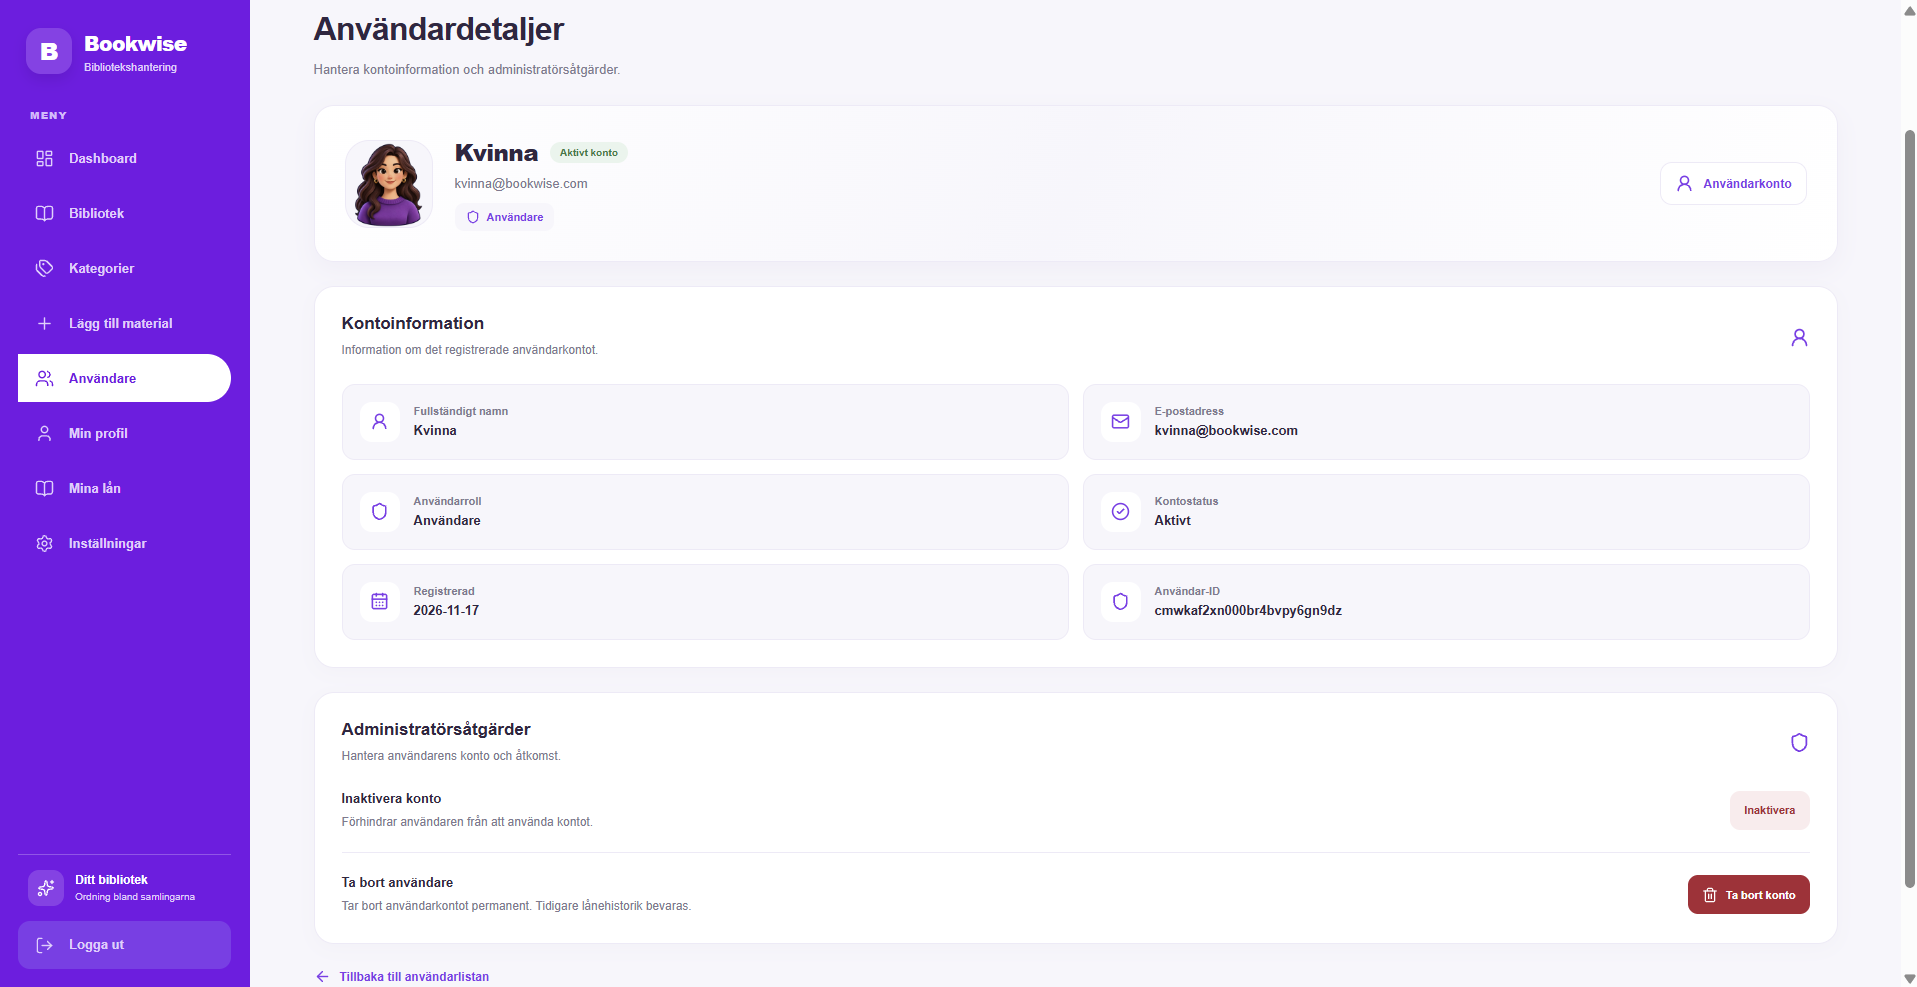 B
Bookwise
Bibliotekshantering
MENY
Dashboard
Bibliotek
Kategorier
Lägg till material
Användare
Min profil
Mina lån
Inställningar
Ditt bibliotek
Ordning bland samlingarna
Logga ut
Användardetaljer
Hantera kontoinformation och administratörsåtgärder.
Kvinna
Aktivt konto
kvinna@bookwise.com
Användare
Användarkonto
Kontoinformation
Information om det registrerade användarkontot.
Fullständigt namn
Kvinna
E-postadress
kvinna@bookwise.com
Användarroll
Användare
Kontostatus
Aktivt
Registrerad
2026-11-17
Användar-ID
cmwkaf2xn000br4bvpy6gn9dz
Administratörsåtgärder
Hantera användarens konto och åtkomst.
Inaktivera konto
Förhindrar användaren från att använda kontot.
Inaktivera
Ta bort användare
Tar bort användarkontot permanent. Tidigare lånehistorik bevaras.
Ta bort konto
Tillbaka till användarlistan